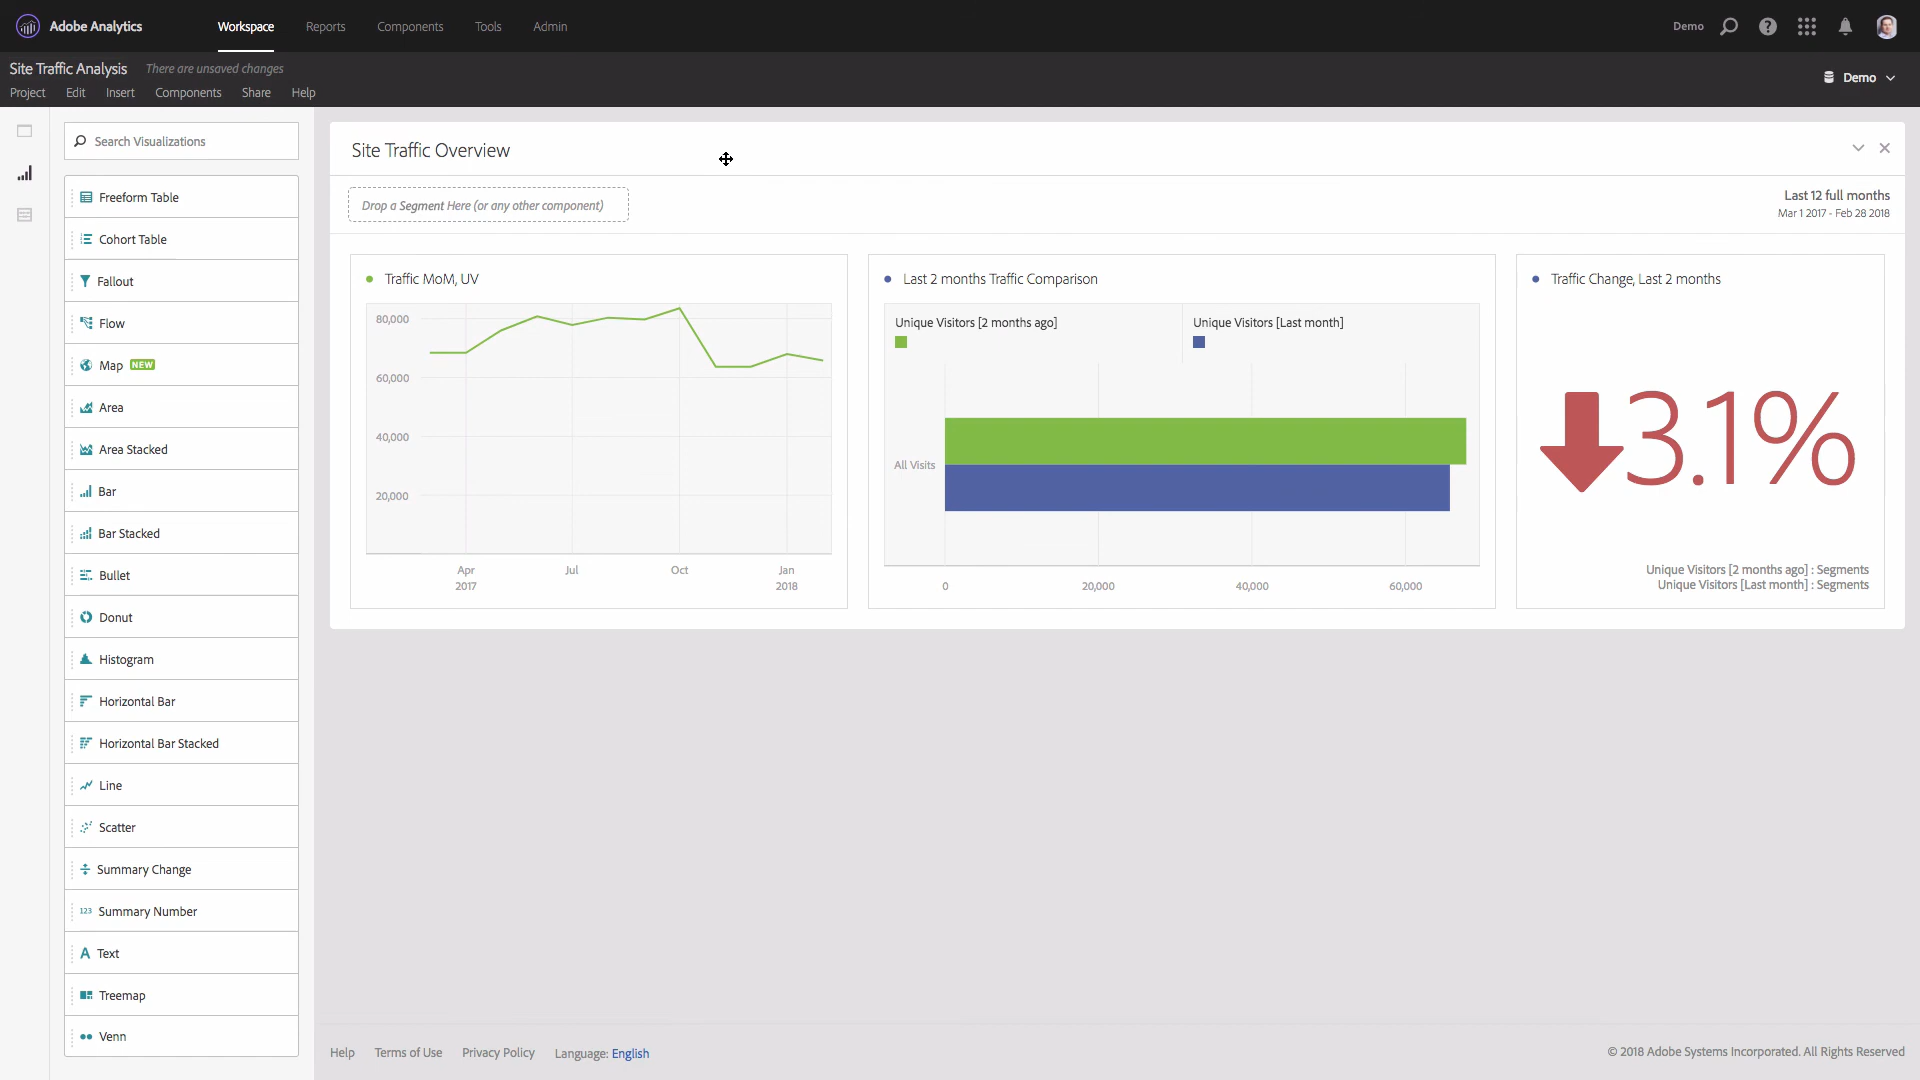 Adobe Analytics
Workspace
Reports
Components
Tools
Admin
Demo
Site Traffic Analysis
There are unsaved changes
Project
Edit
Insert
Components
Share
Help
Demo
Search Visualizations
Freeform Table
Cohort Table
Fallout
Flow
Map NEW
Area
Area Stacked
Bar
Bar Stacked
Bullet
Donut
Histogram
Horizontal Bar
Horizontal Bar Stacked
Line
Scatter
Summary Change
123 Summary Number
A Text
Treemap
Venn
Site Traffic Overview
Drop a Segment Here (or any other component)
Last 12 full months
Mar 1 2017 - Feb 28 2018
Traffic MoM, UV
80,000
60,000
40,000
20,000
Apr
2017
Jul
Oct
Jan
2018
Last 2 months Traffic Comparison
Unique Visitors [2 months ago]
Unique Visitors [Last month]
All Visits
0
20,000
40,000
60,000
Traffic Change, Last 2 months
3.1%
Unique Visitors [2 months ago] : Segments
Unique Visitors [Last month] : Segments
Help
Terms of Use
Privacy Policy
Language: English
© 2018 Adobe Systems Incorporated. All Rights Reserved